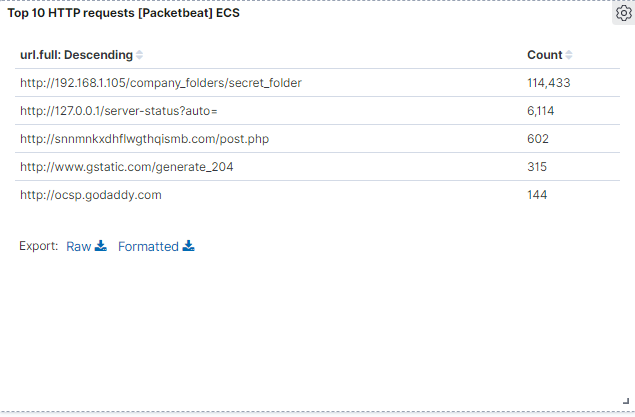 Top 10 HTTP requests [Packetbeat] ECS
url.full: Descending Count
http://192.168.1.105/company_folders/secret_folder 114,433
http://127.0.0.1/server-status?auto= 6,114
http://snnmnkxdhflwgthqismb.com/post.php 602
http://www.gstatic.com/generate_204 315
http://ocsp.godaddy.com 144
Export: Raw Formatted